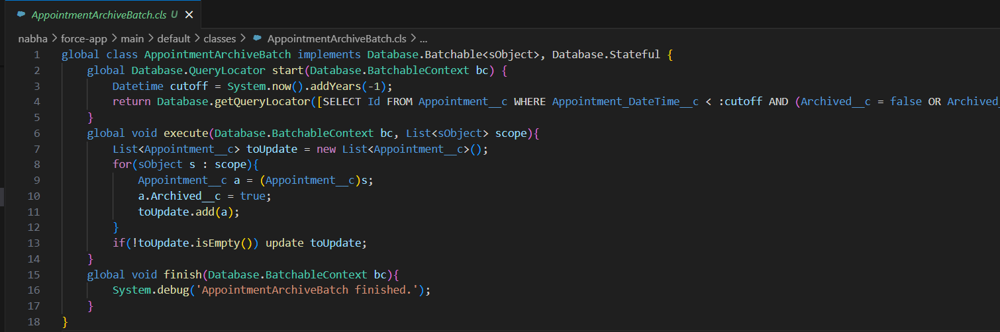 AppointmentArchiveBatch.cls U ×
nabha > force-app > main > default > classes > AppointmentArchiveBatch.cls > ...
1 global class AppointmentArchiveBatch implements Database.Batchable<sObject>, Database.Stateful {
2 global Database.QueryLocator start(Database.BatchableContext bc) {
3 Datetime cutoff = System.now().addYears(-1);
4 return Database.getQueryLocator([SELECT Id FROM Appointment__c WHERE Appointment_DateTime__c < :cutoff AND (Archived__c = false OR Archived_
5 }
6 global void execute(Database.BatchableContext bc, List<sObject> scope){
7 List<Appointment__c> toUpdate = new List<Appointment__c>();
8 for(sObject s : scope){
9 Appointment__c a = (Appointment__c)s;
10 a.Archived__c = true;
11 toUpdate.add(a);
12 }
13 if(!toUpdate.isEmpty()) update toUpdate;
14 }
15 global void finish(Database.BatchableContext bc){
16 System.debug('AppointmentArchiveBatch finished.');
17 }
18 }